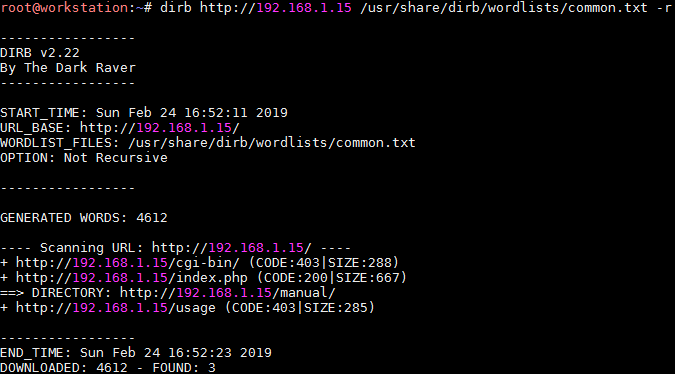 root@workstation:~# dirb http://192.168.1.15 /usr/share/dirb/wordlists/common.txt -r
-----------------
DIRB v2.22
By The Dark Raver
-----------------
START_TIME: Sun Feb 24 16:52:11 2019
URL_BASE: http://192.168.1.15/
WORDLIST_FILES: /usr/share/dirb/wordlists/common.txt
OPTION: Not Recursive
-----------------
GENERATED WORDS: 4612
---- Scanning URL: http://192.168.1.15/ ----
+ http://192.168.1.15/cgi-bin/ (CODE:403|SIZE:288)
+ http://192.168.1.15/index.php (CODE:200|SIZE:667)
==> DIRECTORY: http://192.168.1.15/manual/
+ http://192.168.1.15/usage (CODE:403|SIZE:285)
-----------------
END_TIME: Sun Feb 24 16:52:23 2019
DOWNLOADED: 4612 - FOUND: 3